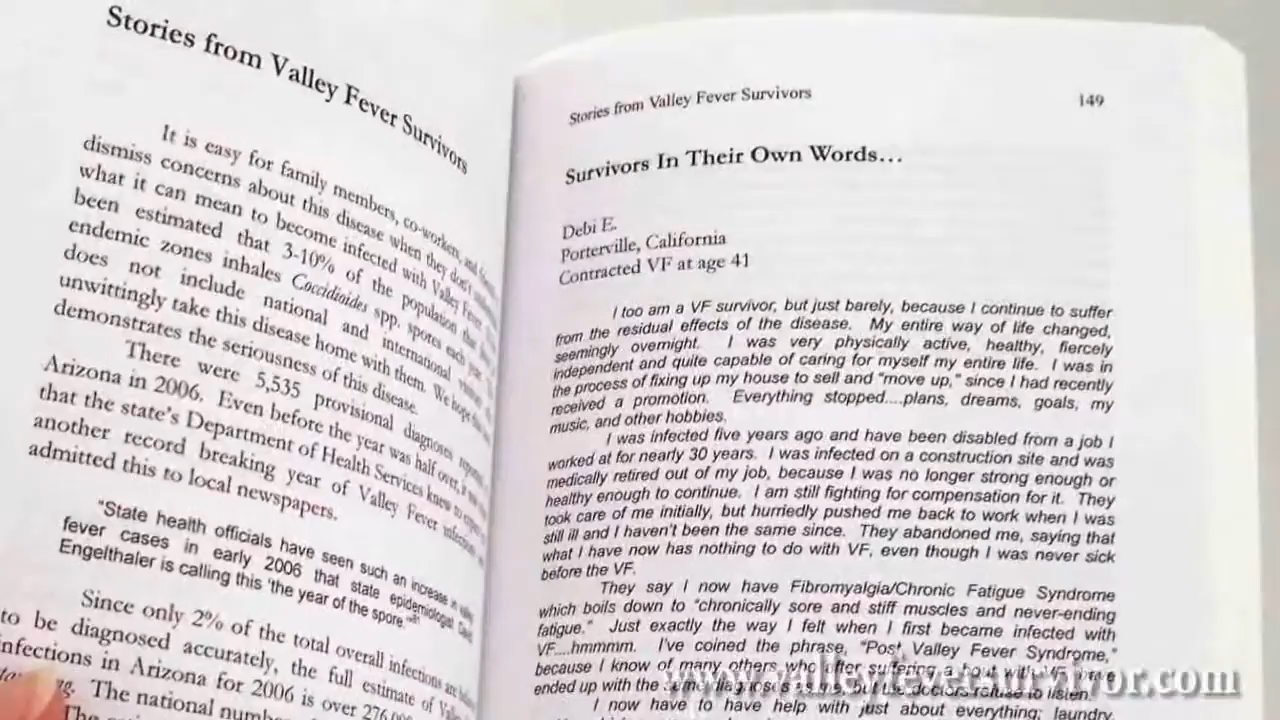 Stories from Valley Fever Survivors
It is easy for family members, co-workers, and
dismiss concerns about this disease when they don't
what it can mean to become infected with Valley Fever.
been estimated that 3-10% of the population that
endemic zones inhales Coccidioides spp. spores each year
does not include national and international
unwittingly take this disease home with them. We hope this
demonstrates the seriousness of this disease.
There were 5,535 provisional diagnoses
Arizona in 2006. Even before the year was half over,
that the state's Department of Health Services knew to
another record breaking year of Valley Fever
admitted this to local newspapers.
"State health officials have seen such an increase in
fever cases in early 2006 that state epidemiologist David
Engelthaler is calling this 'the year of the spore.'"
Since only 2% of the total overall infections are
to be diagnosed accurately, the full estimate of
infections in Arizona for 2006 is over
The national
The
Stories from Valley Fever Survivors
149
Survivors In Their Own Words...
Debi E.
Porterville, California
Contracted VF at age 41
I too am a VF survivor, but just barely, because I continue to suffer
from the residual effects of the disease. My entire way of life changed,
seemingly overnight. I was very physically active, healthy, fiercely
independent and quite capable of caring for myself my entire life. I was in
the process of fixing up my house to sell and "move up," since I had recently
received a promotion. Everything stopped....plans, dreams, goals, my
music, and other hobbies.
I was infected five years ago and have been disabled from a job I
worked at for nearly 30 years. I was infected on a construction site and was
medically retired out of my job, because I was no longer strong enough or
healthy enough to continue. I am still fighting for compensation for it. They
took care of me initially, but hurriedly pushed me back to work when I was
still ill and I haven't been the same since. They abandoned me, saying that
what I have now has nothing to do with VF, even though I was never sick
before the VF.
They say I now have Fibromyalgia/Chronic Fatigue Syndrome
which boils down to "chronically sore and stiff muscles and never-ending
fatigue." Just exactly the way I felt when I first became infected with
VF....hmmmm. I've coined the phrase, "Post Valley Fever Syndrome,"
because I know of many others who after suffering a bout with VF, have
ended up with the same diagnosis as me, but the doctors refuse to listen.
I now have to have help with just about everything; laundry,
www.valleyfeversurvivor.com